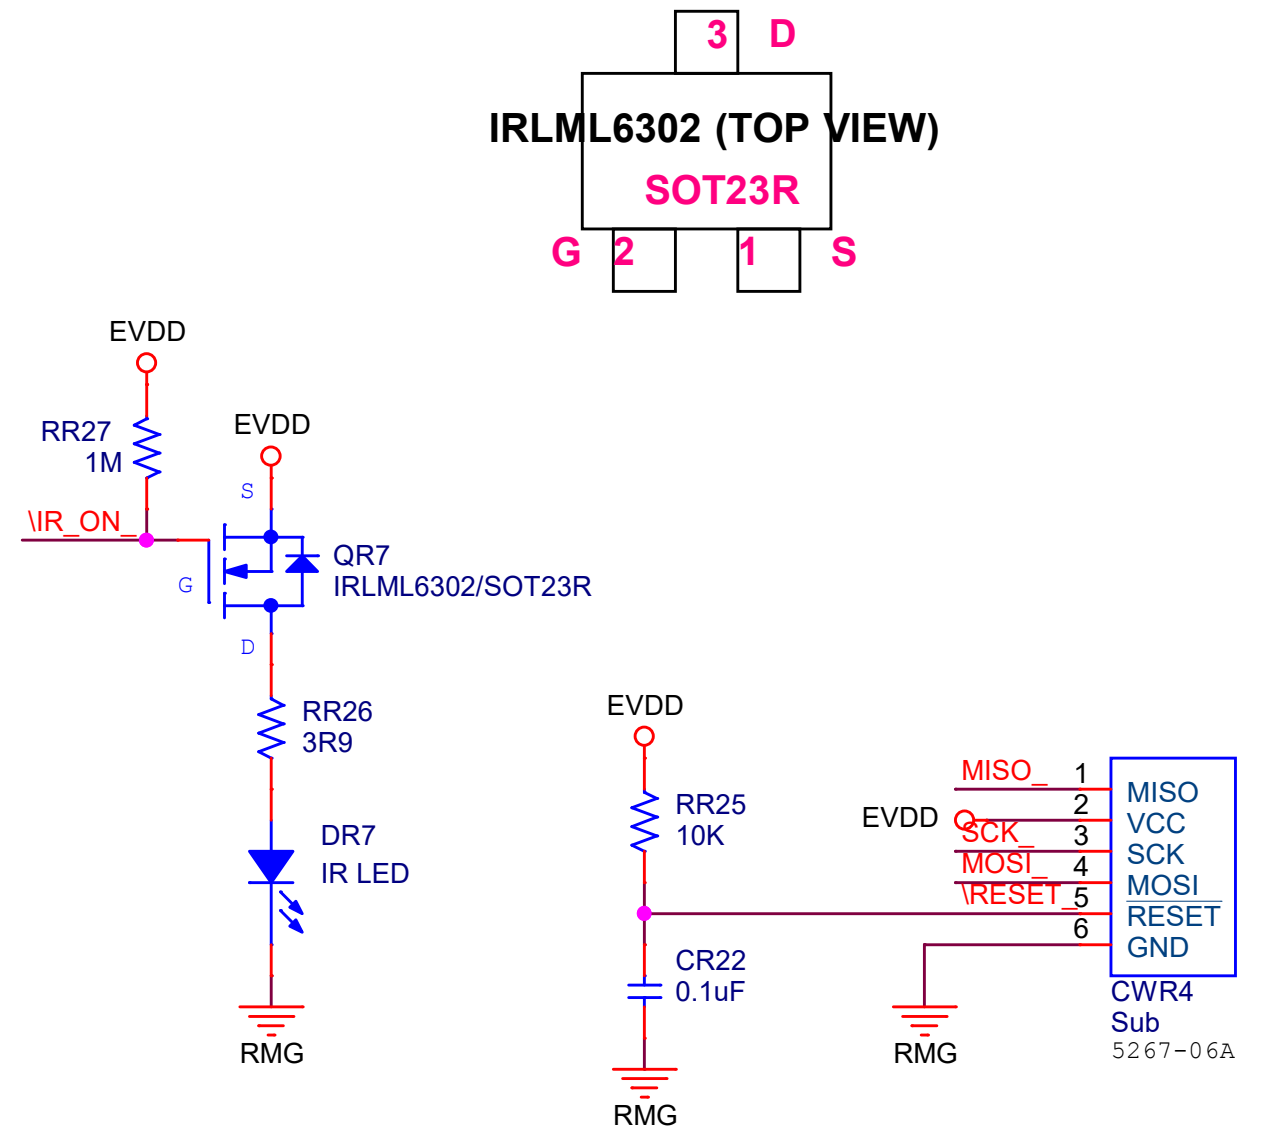 3 D
IRLML6302 (TOP VIEW)
SOT23R
G 2 1 S
EVDD
RR27
1M
\IR_ON_
EVDD
S
G
D
QR7
IRLML6302/SOT23R
RR26
3R9
DR7
IR LED
RMG
EVDD
RR25
10K
CR22
0.1uF
RMG
MISO_ 1 MISO
EVDD 2 VCC
SCK_ 3 SCK
MOSI_ 4 MOSI
\RESET_ 5 RESET
6 GND
RMG
CWR4
Sub
5267-06A